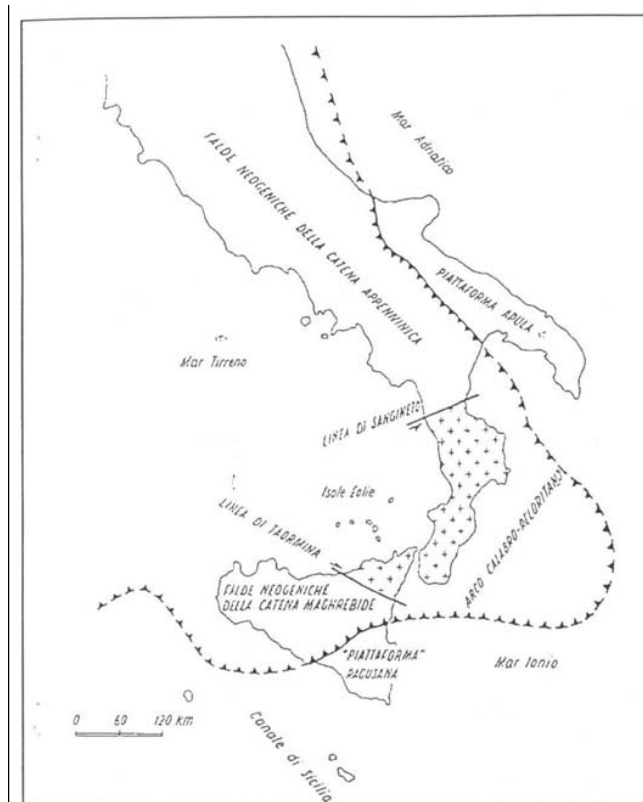 Mar Adriatico
FALDE NEOGENICHE DELLA CATENA APPENNINICA
PIATTAFORMA APULA
Mar Tirreno
LINEA DI SANGINETO
Isole Eolie
LINEA DI TAORMINA
ARCO CALABRO-PELORITANO
FALDE NEOGENICHE
DELLA CATENA MAGHREBIDE
"PIATTAFORMA"
RAGUSANA
Mar Ionio
0 60 120 KM
Canale di
Sicilia